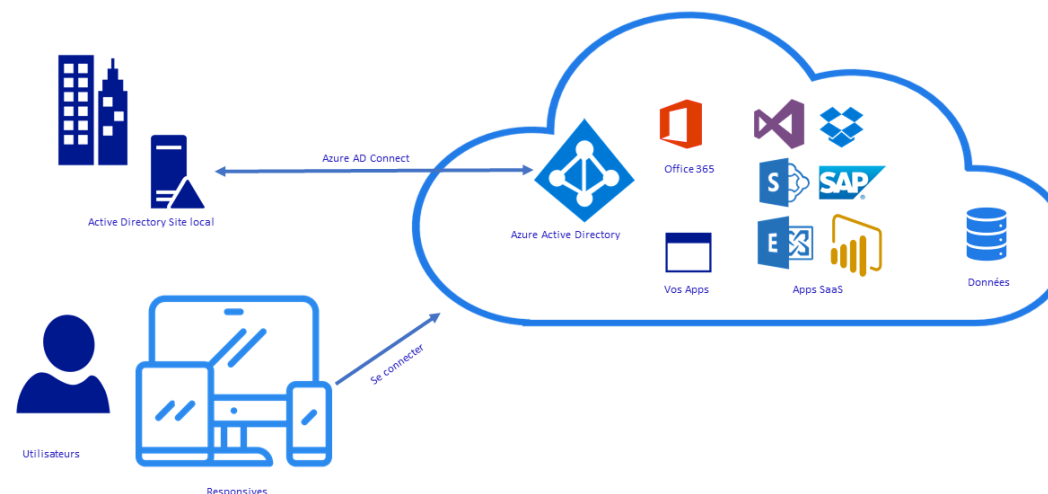 Azure AD Connect
Active Directory Site local
Azure Active Directory
Office 365
S
SAP
E
Vos Apps
Apps SaaS
Données
Se connecter
Utilisateurs
Responsives